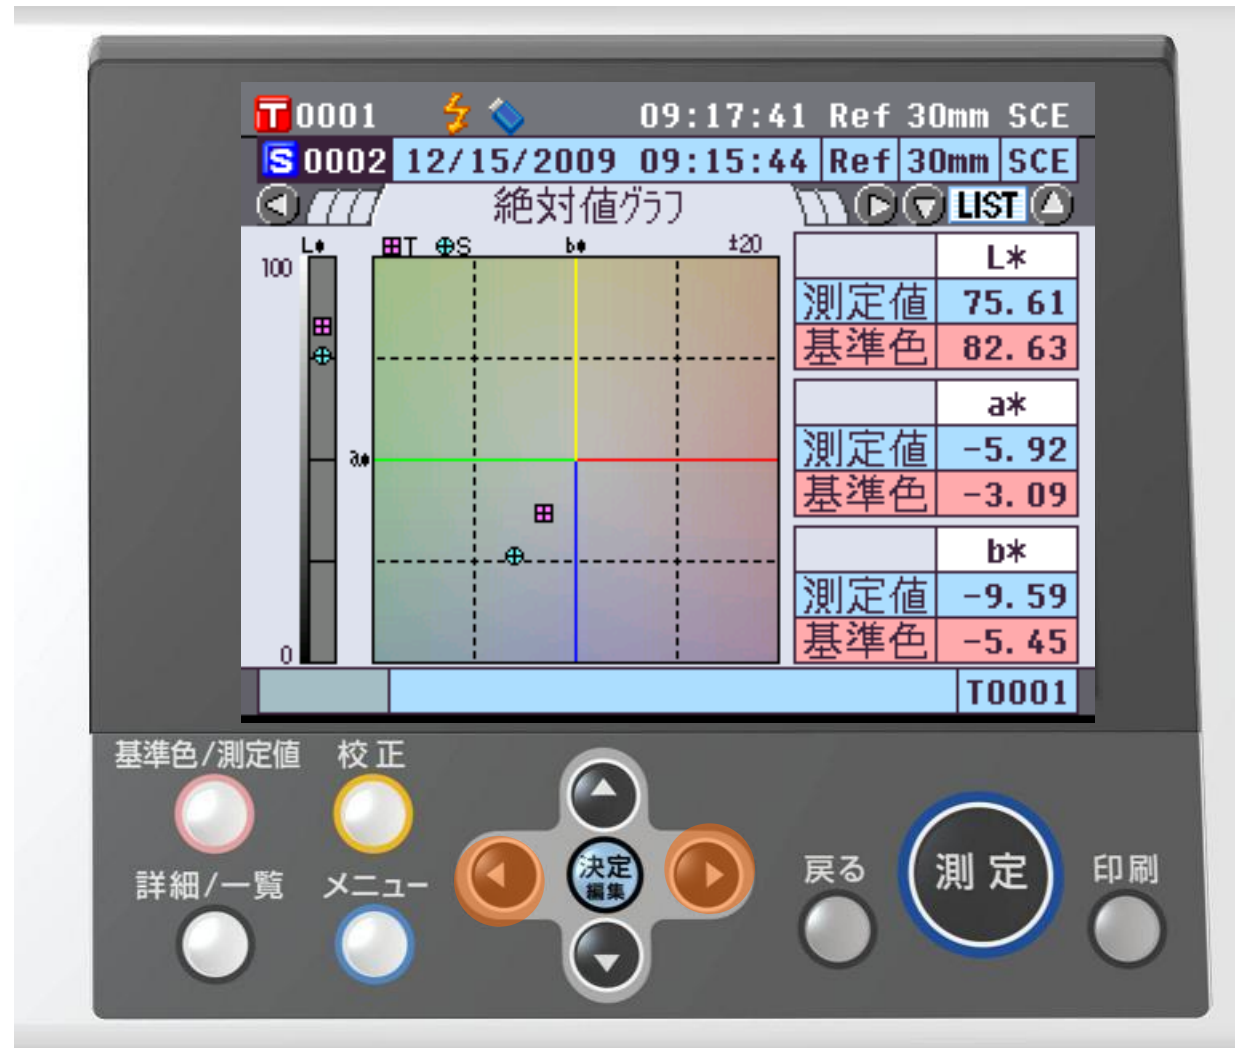 T 0001 09:17:41 Ref 30mm SCE
S 0002 12/15/2009 09:15:44 Ref 30mm SCE
絶対値グラフ LIST
L* T S b* ±20
100
a*
0
L*
測定値 75.61
基準色 82.63
a*
測定値 -5.92
基準色 -3.09
b*
測定値 -9.59
基準色 -5.45
T0001
基準色/測定値 校正
詳細/一覧 メニュー
決定
編集
戻る
測定
印刷